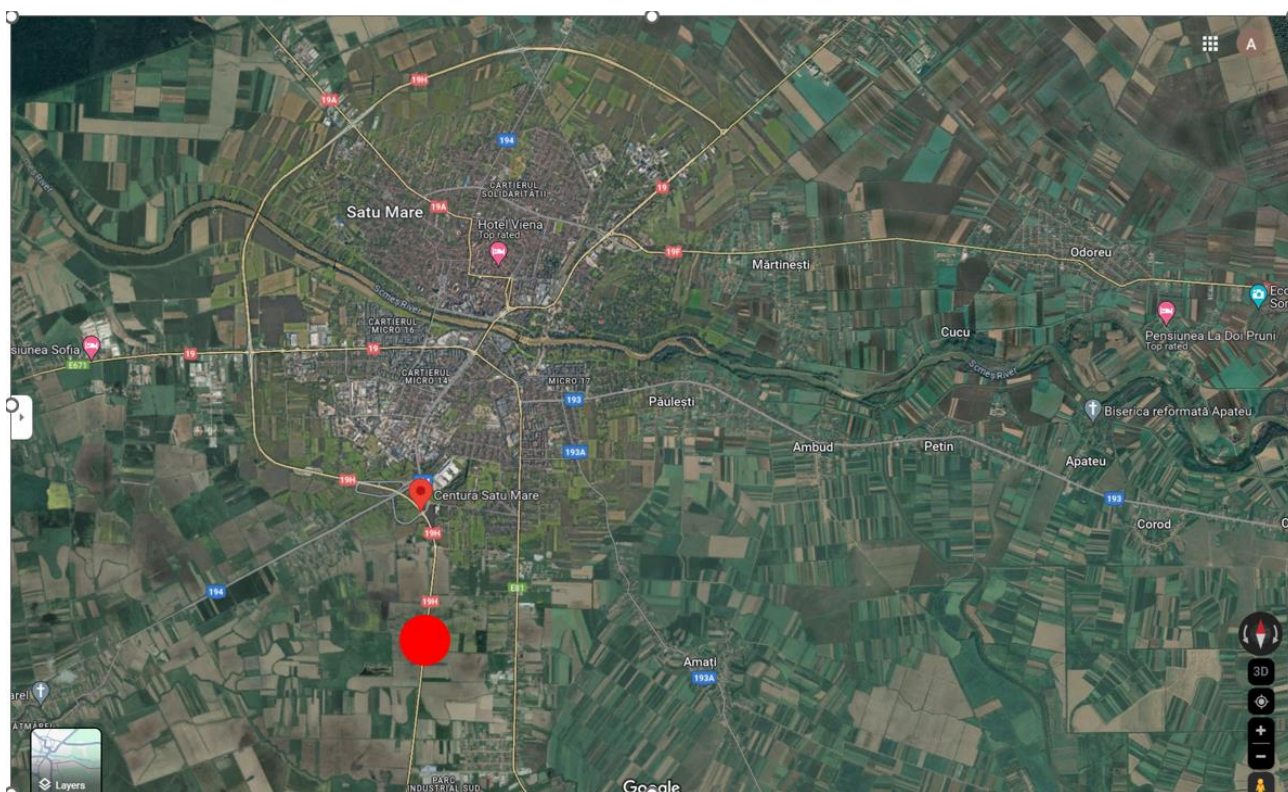 A
19H
19A
194
CARTIERUL
SOLIDARITĂȚII
19
Satu Mare
19A
Hotel Viena
Top rated
19F
Mărtinești
Odoreu
Someș River
CARTIERUL
MICRO 16
Cucu
Pensiunea La Doi Pruni
Top rated
siunea Sofia
19
19
E671
CARTIERUL
MICRO 14
MICRO 17
Someș River
193
Păulești
Biserica reformată Apateu
Ambud
Petin
193A
Apateu
19H
Centura Satu Mare
193
Corod
19H
194
E81
19H
Amați
193A
3D
PARC
INDUSTRIAL SUD
Layers
Google